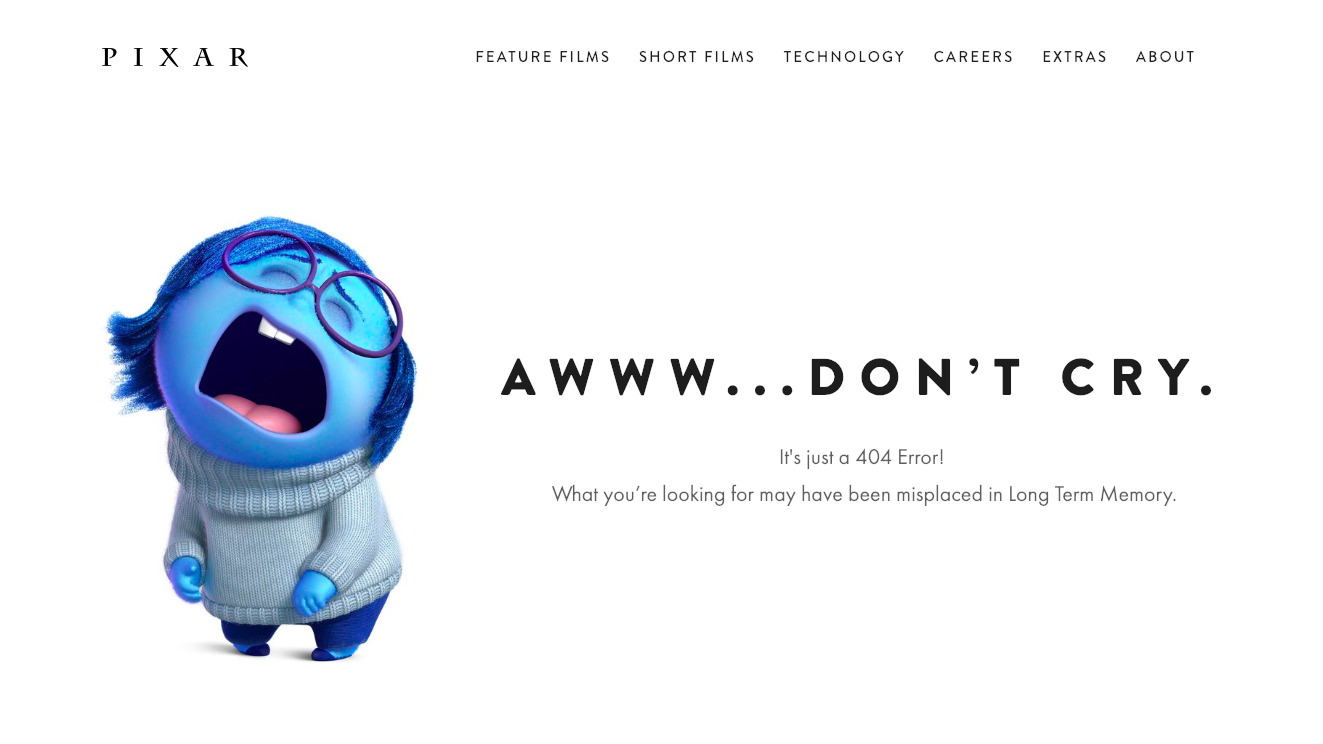 PIXAR
FEATURE FILMS SHORT FILMS TECHNOLOGY CAREERS EXTRAS ABOUT
AWWW...DON’T CRY.
It's just a 404 Error!
What you’re looking for may have been misplaced in Long Term Memory.